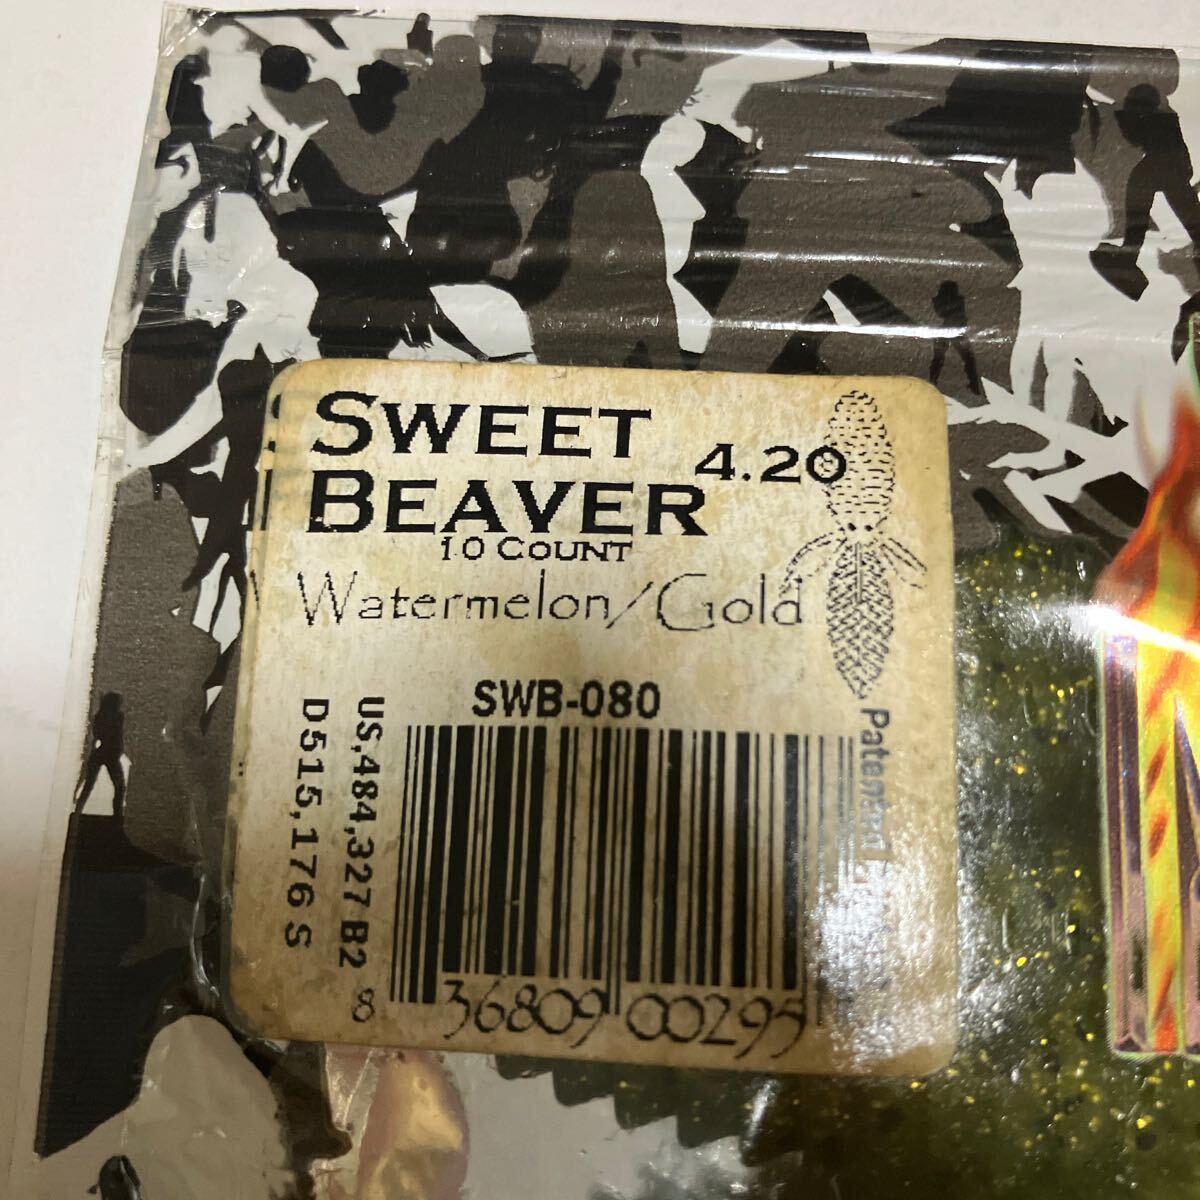 SWEET
BEAVER 4.20
10 COUNT
Watermelon/Gold
SWB-080
Patented
US,484,327 B2
D515,176 S
8 36809 00295